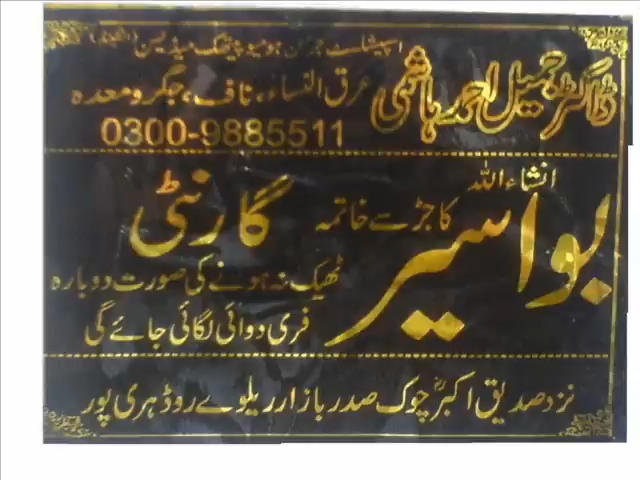 ڈاکٹر جمیل احمد ہاشمی
اسپیشلسٹ جرمن ہومیوپیتھک میڈیسن
عرق النساء، ناف، جگر و معدہ
0300-9885511
انشاءاللہ
بواسیر کا جڑ سے خاتمہ
گارنٹی
ٹھیک نہ ہونے کی صورت دوبارہ
فری دوائی لگائی جائے گی
نزد صدیق اکبرؓ چوک صدر بازار ریلوے روڈ ہری پور